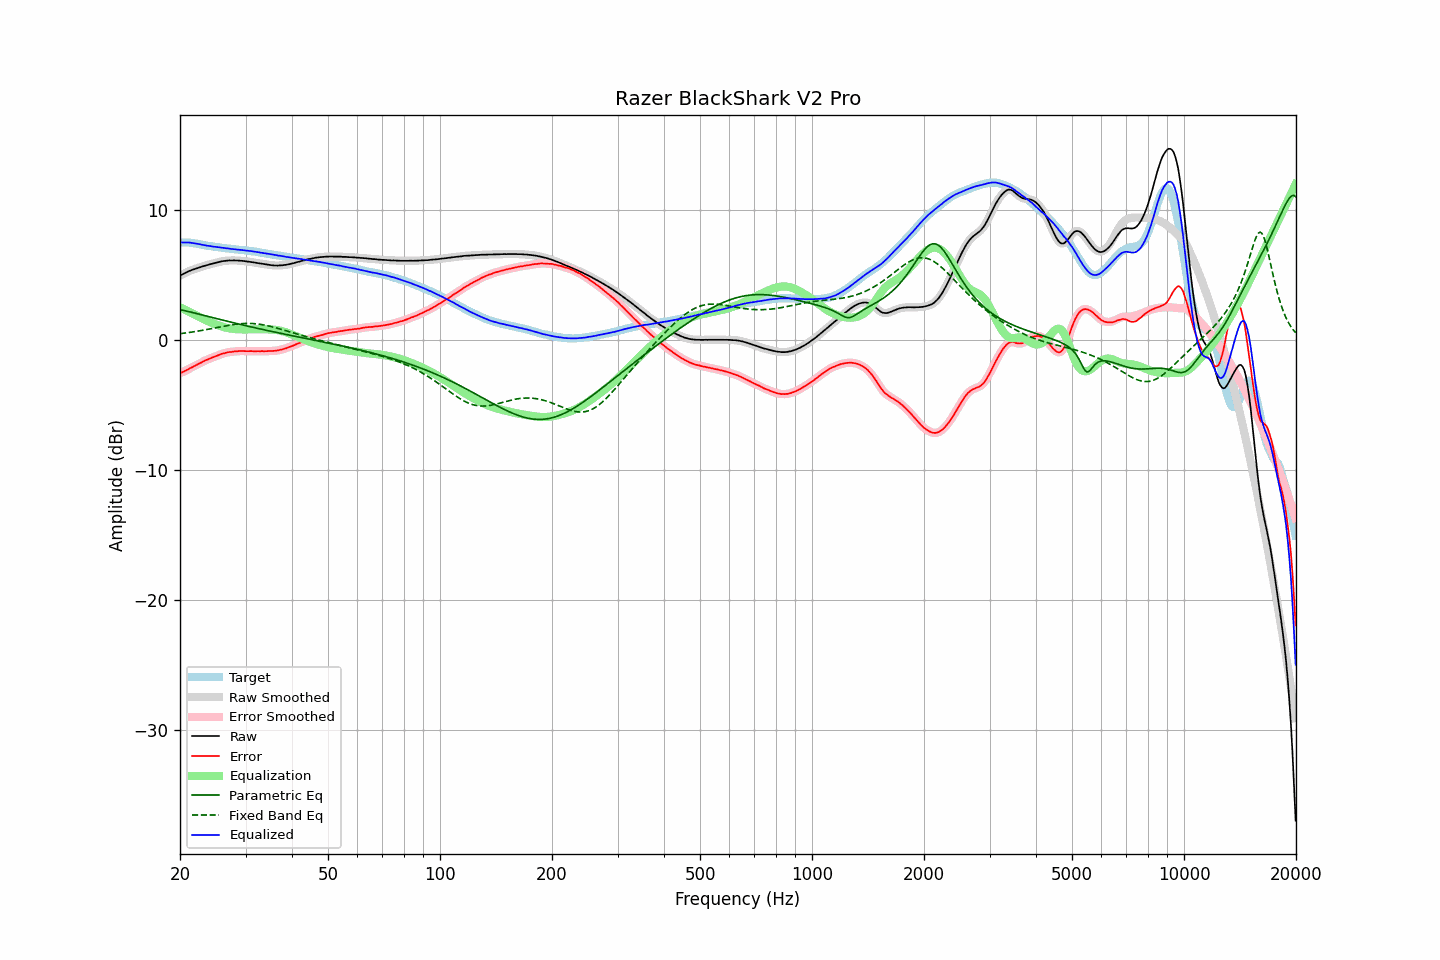 Razer BlackShark V2 Pro
Amplitude (dBr)
10
0
−10
−20
−30
Target
Raw Smoothed
Error Smoothed
Raw
Error
Equalization
Parametric Eq
Fixed Band Eq
Equalized
20 50 100 200 500 1000 2000 5000 10000 20000
Frequency (Hz)